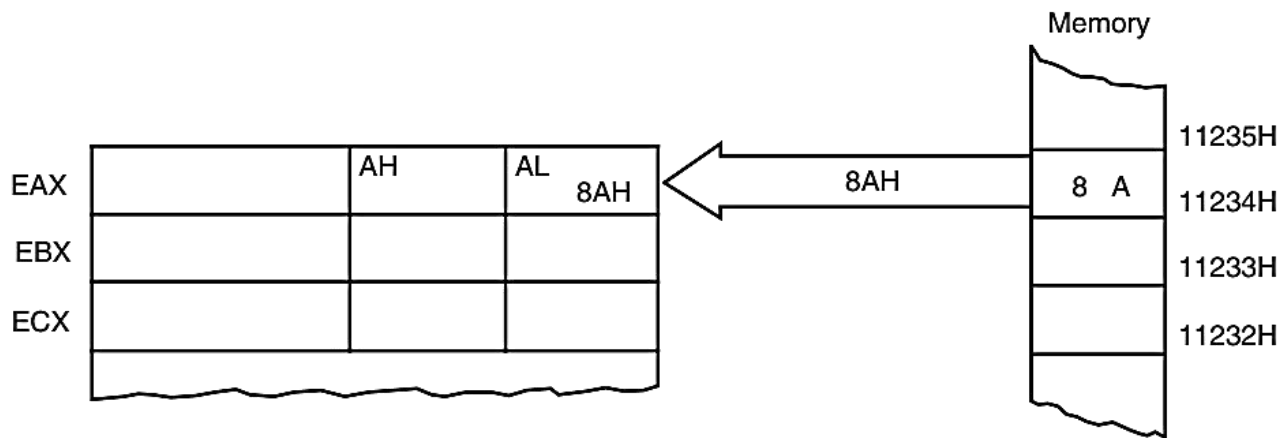 Memory
11235H
EAX
AH
AL
8AH
8AH
8 A
11234H
EBX
11233H
ECX
11232H